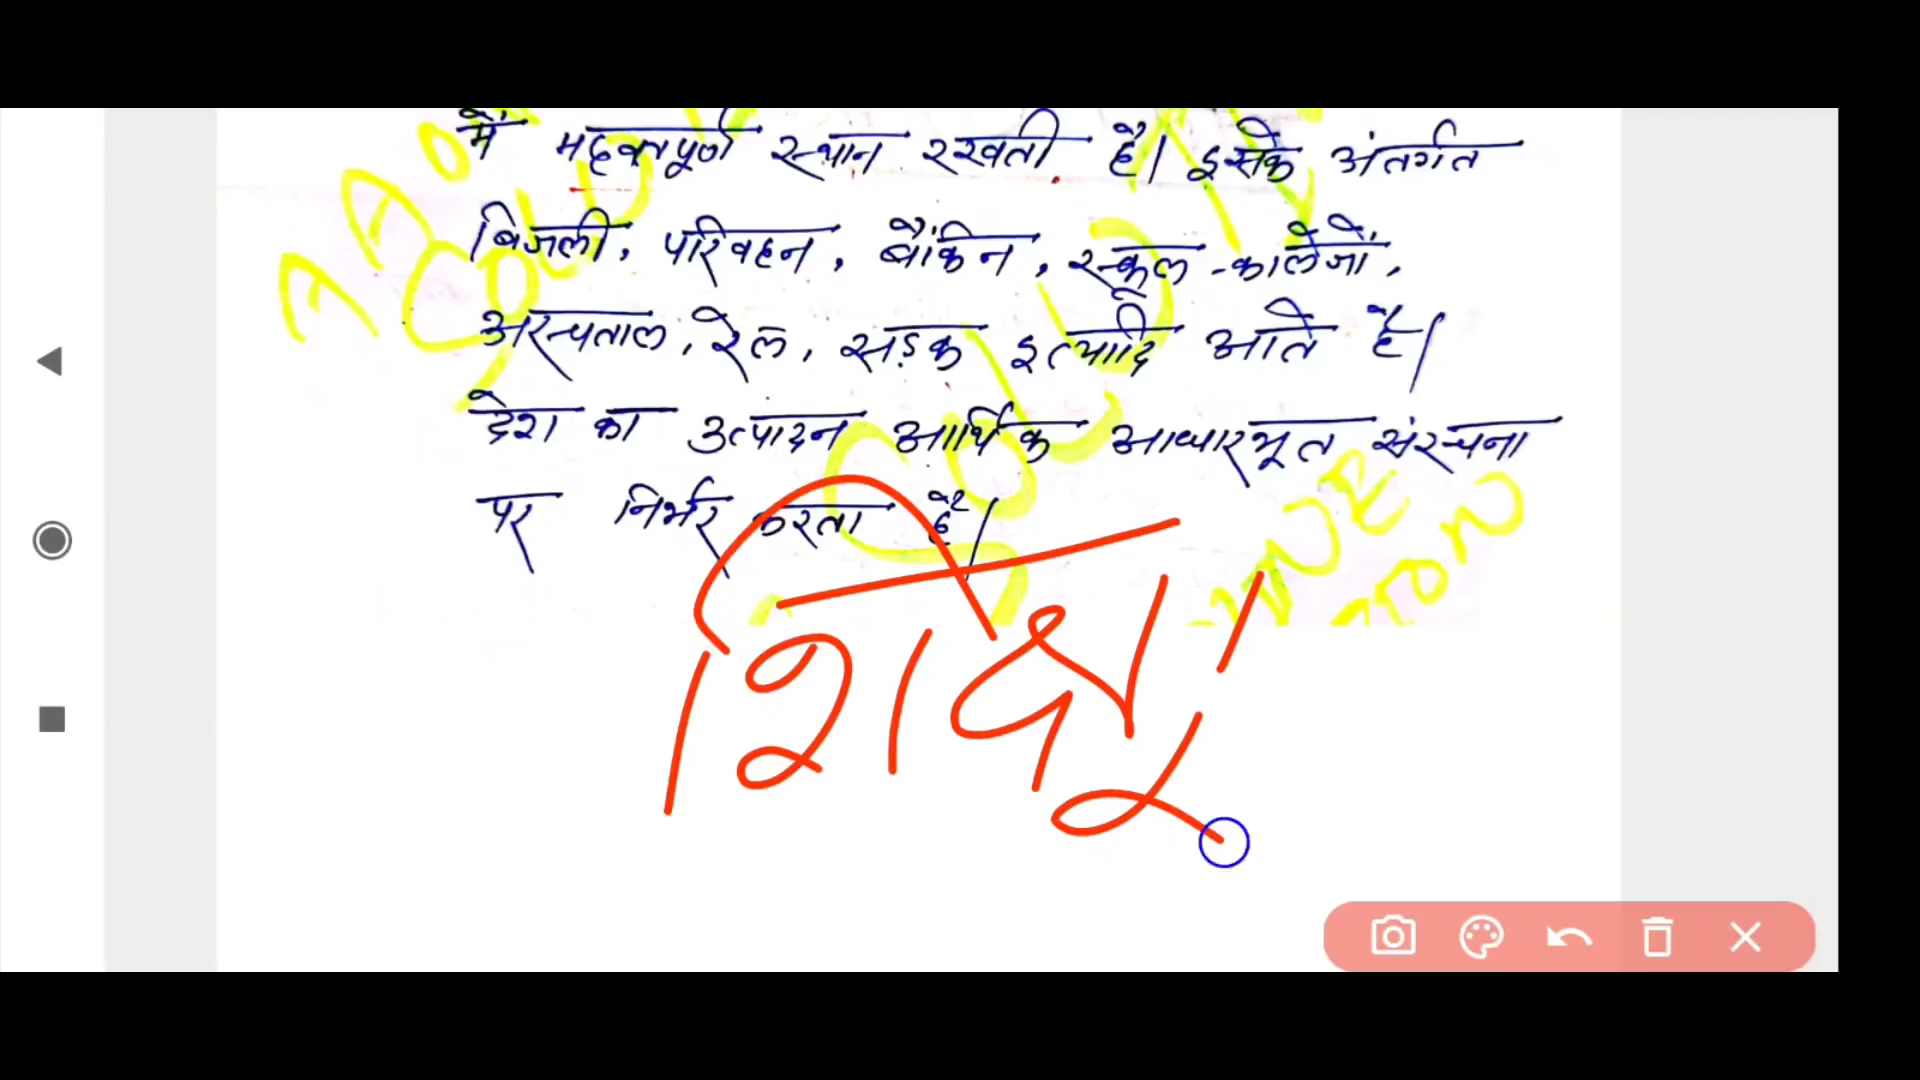 में महत्वपूर्ण स्थान रखती है। इसके अंतर्गत
बिजली, परिवहन, बैंकिन, स्कूल-कालेजों,
अस्पताल, रेल, सड़क इत्यादि आते है।
देश का उत्पादन आर्थिक आधारभूत संरचना
पर निर्भर करता है।
शिक्षा